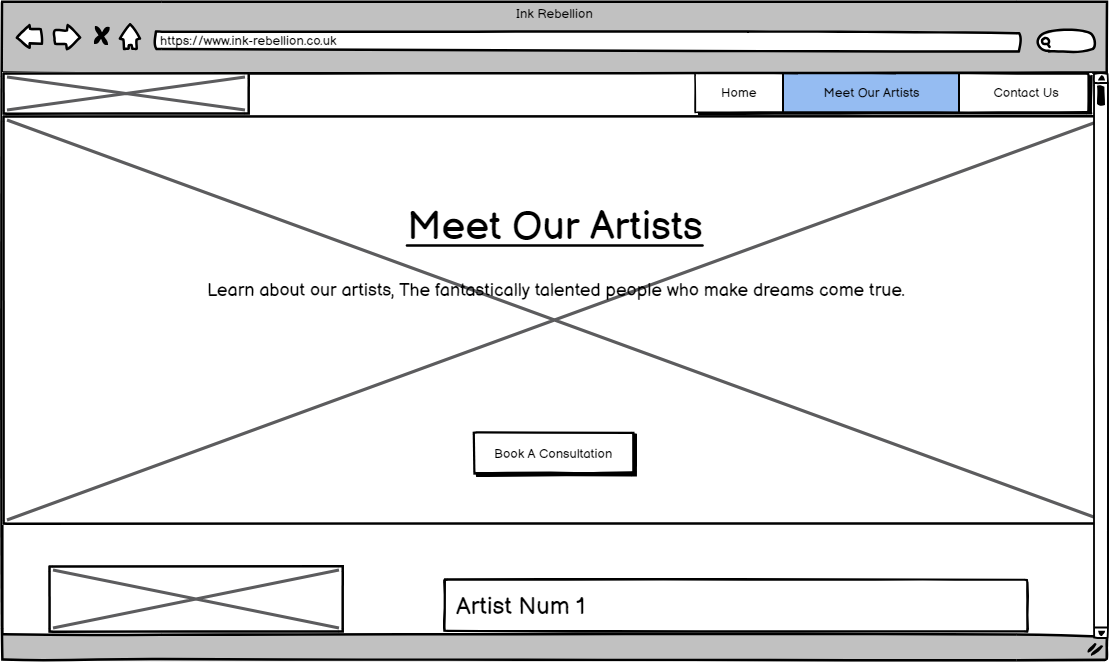 Ink Rebellion
https://www.ink-rebellion.co.uk
Home
Meet Our Artists
Contact Us
Meet Our Artists
Learn about our artists, The fantastically talented people who make dreams come true.
Book A Consultation
Artist Num 1